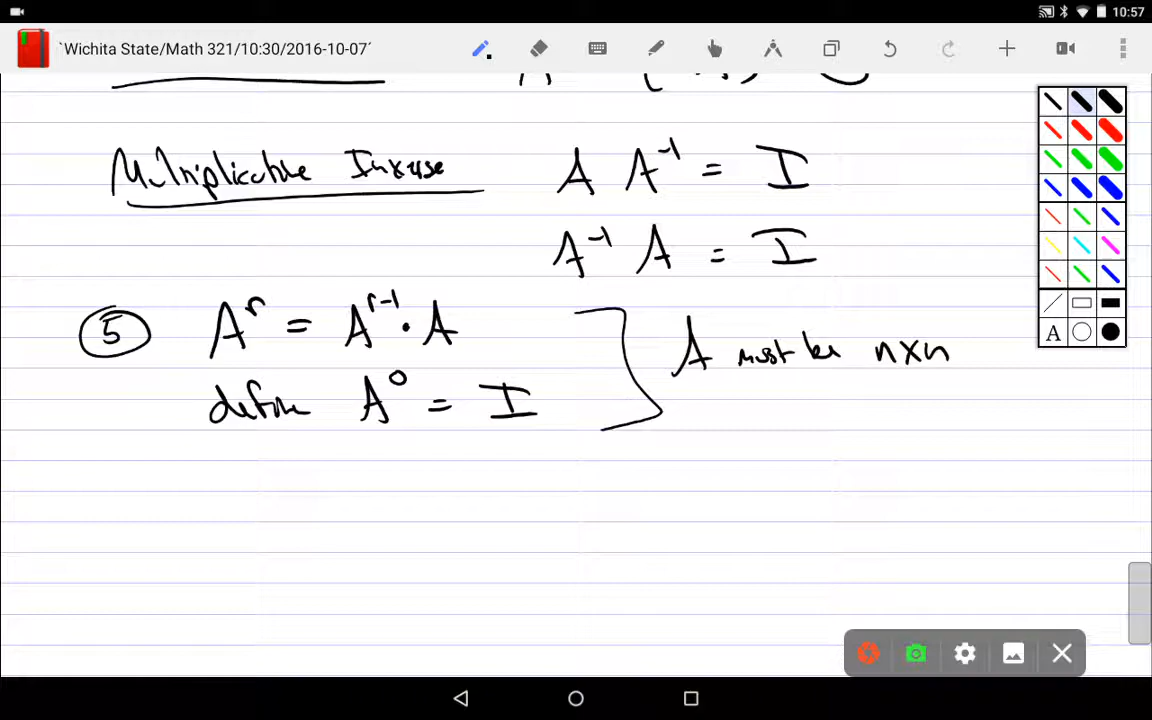 10:57
`Wichita State/Math 321/10:30/2016-10-07´
Multiplicative Inverse A A⁻¹ = I
A⁻¹ A = I
5 Aʳ = Aʳ⁻¹ · A
A must be n×n
define A⁰ = I
A